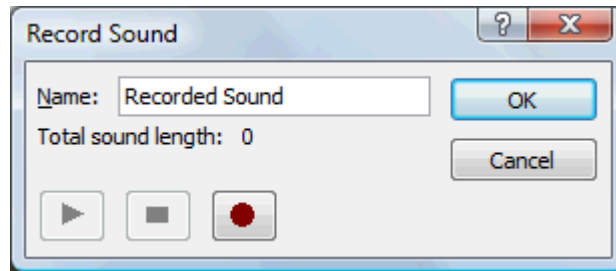 Record Sound
?
Name: Recorded Sound
OK
Total sound length: 0
Cancel